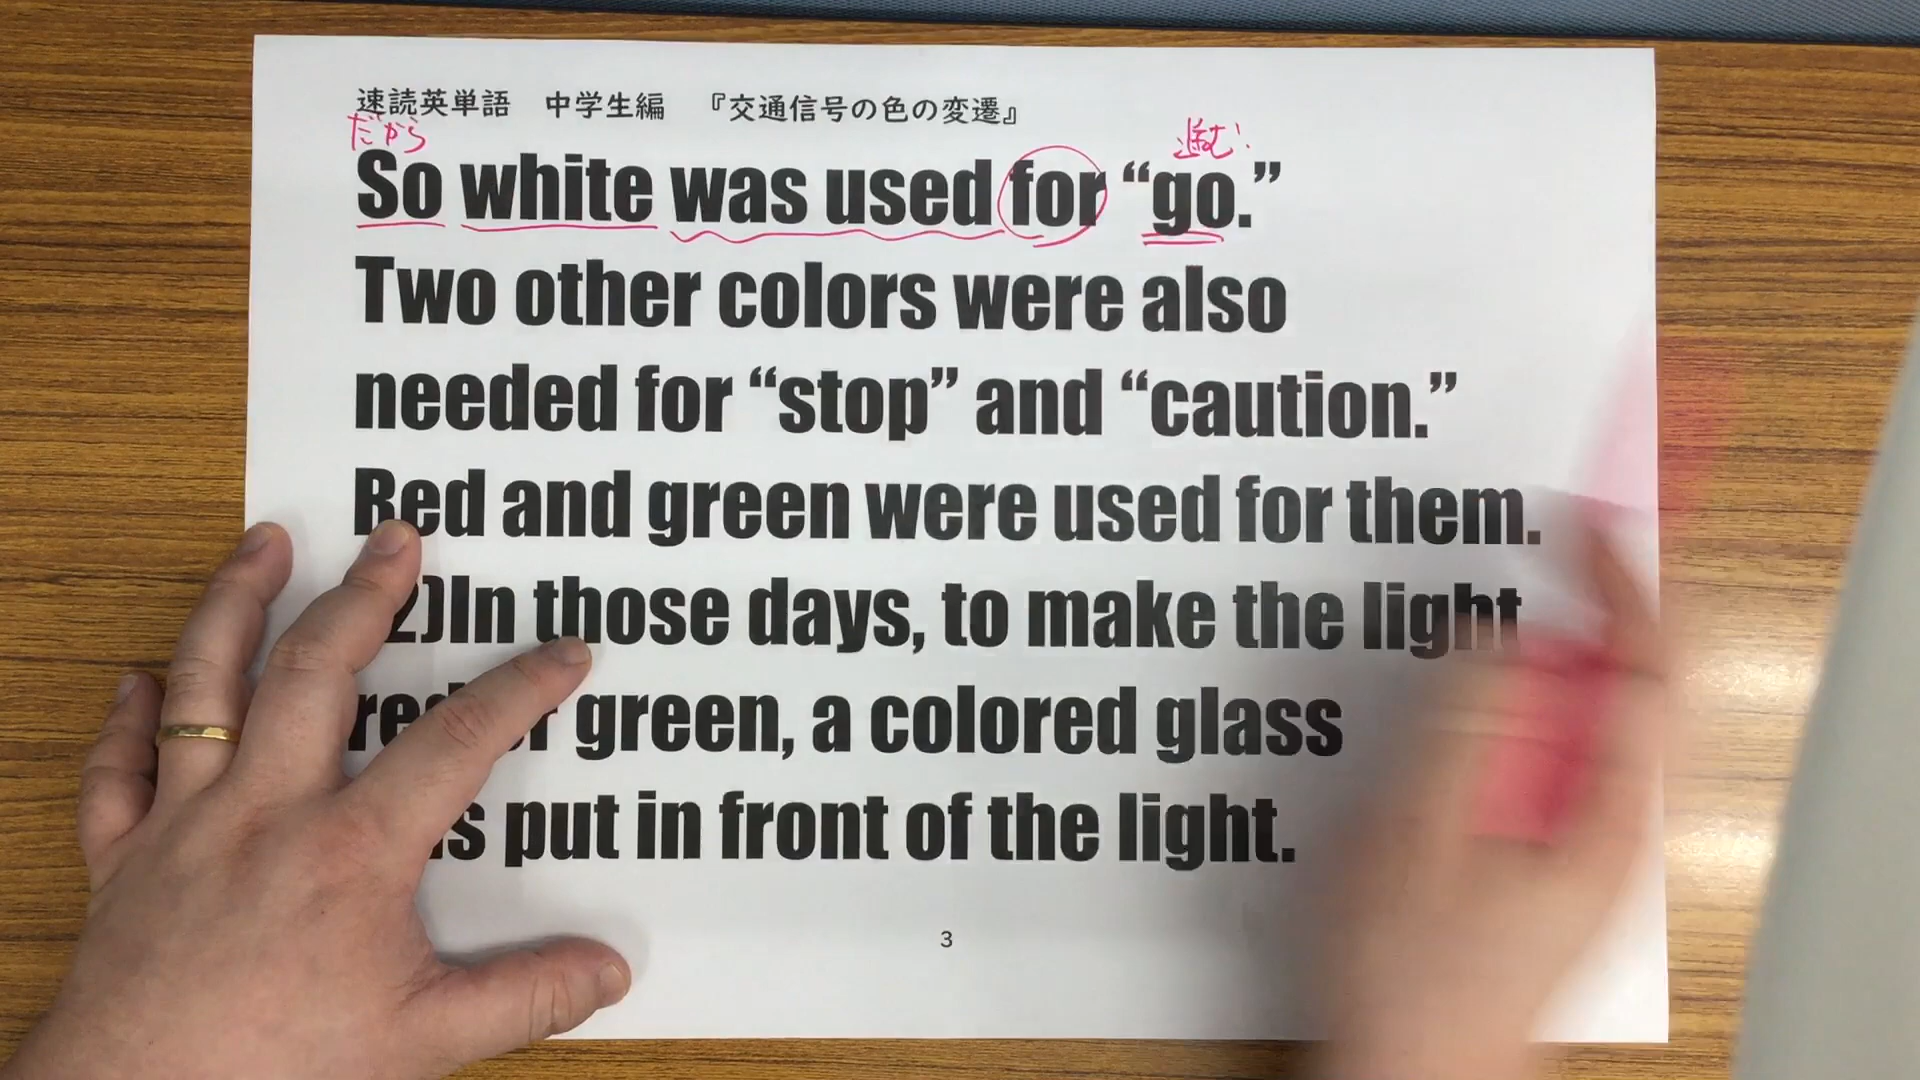 速読英単語 中学生編 『交通信号の色の変遷』
だから 進む!
So white was used for “go.”
Two other colors were also
needed for “stop” and “caution.”
Red and green were used for them.
2)In those days, to make the light
green, a colored glass
put in front of the light.
3